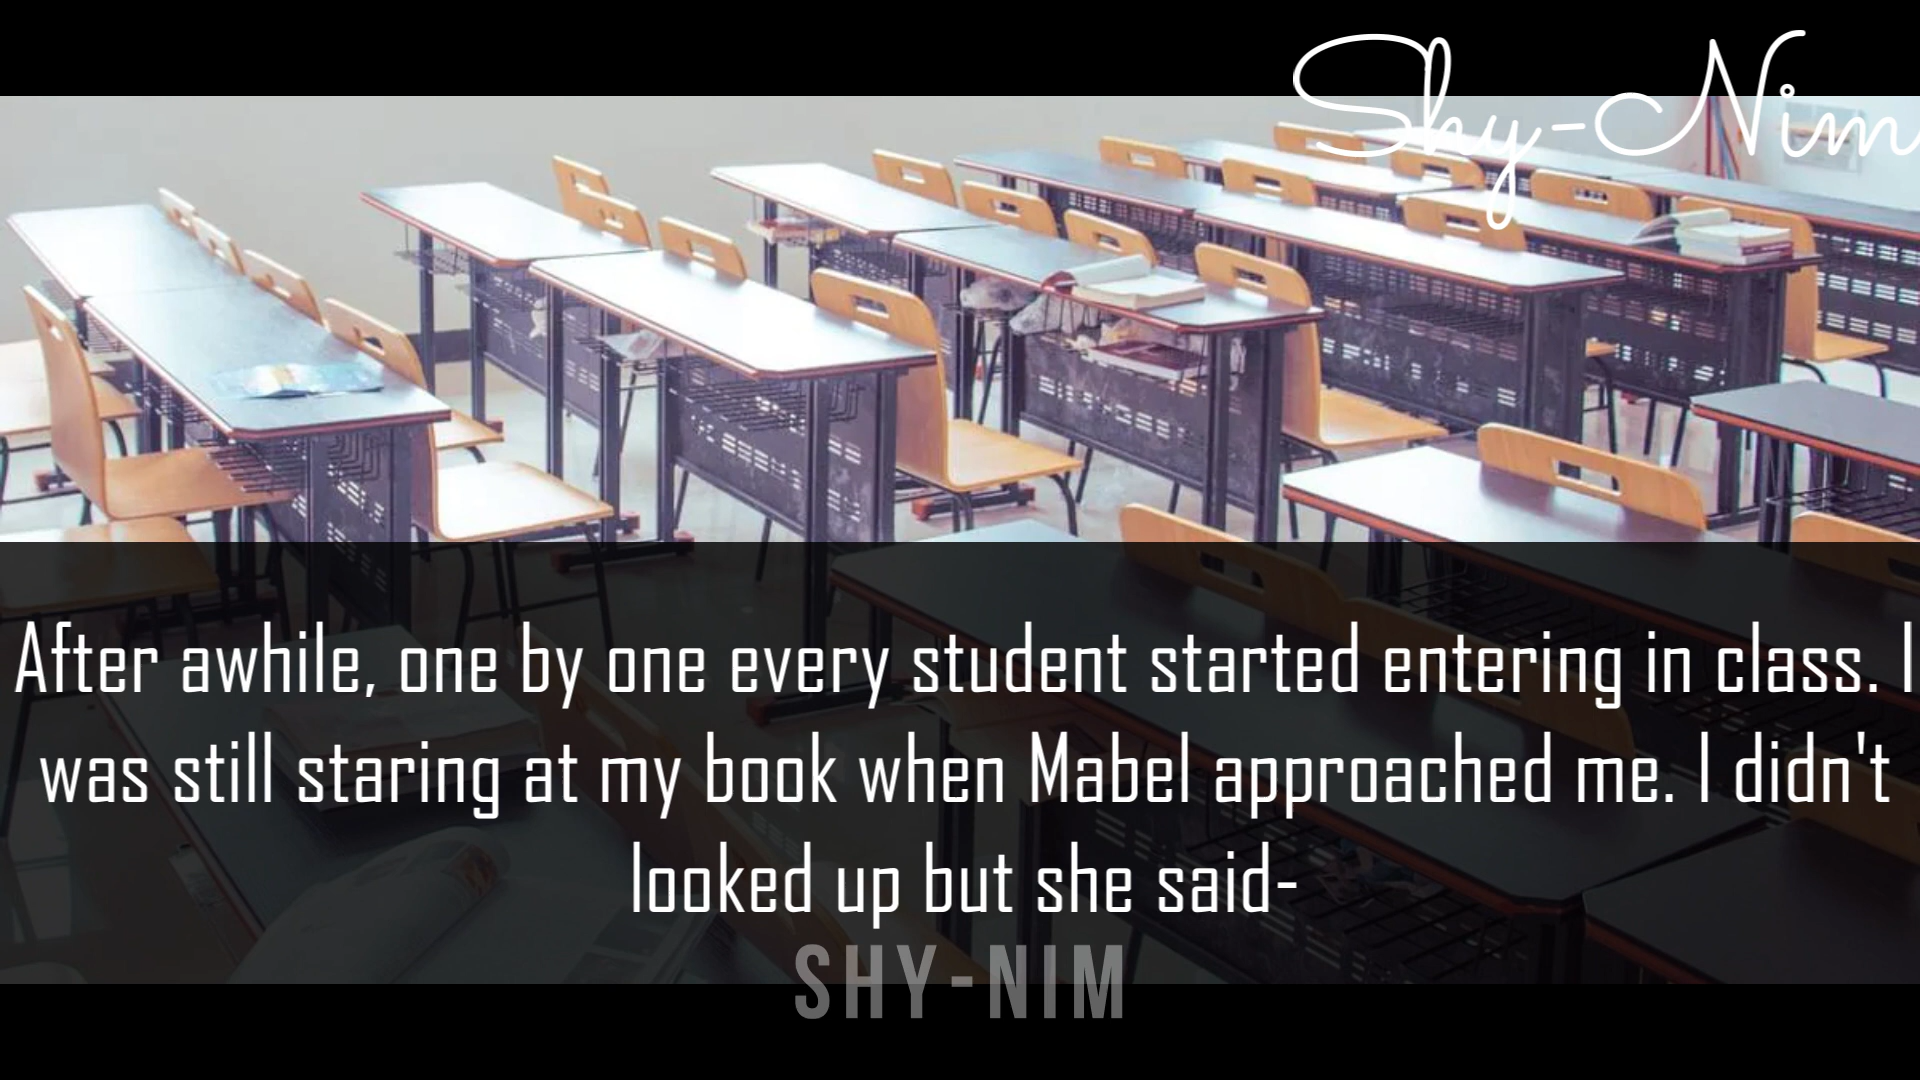 Shy-Nim
After awhile, one by one every student started entering in class. I
was still staring at my book when Mabel approached me. I didn't
looked up but she said-
SHY-NIM